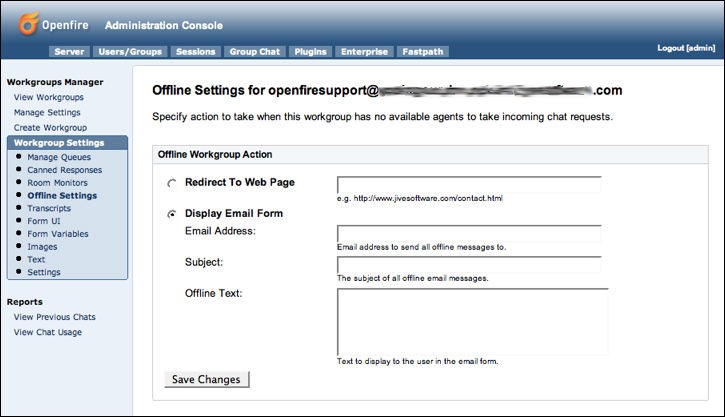 Openfire Administration Console
Server Users/Groups Sessions Group Chat Plugins Enterprise Fastpath
Logout [admin]
Workgroups Manager
View Workgroups
Manage Settings
Create Workgroup
Workgroup Settings
Manage Queues
Canned Responses
Room Monitors
Offline Settings
Transcripts
Form UI
Form Variables
Images
Text
Settings
Reports
View Previous Chats
View Chat Usage
Offline Settings for openfiresupport@ .com
Specify action to take when this workgroup has no available agents to take incoming chat requests.
Offline Workgroup Action
Redirect To Web Page
e.g. http://www.jivesoftware.com/contact.html
Display Email Form
Email Address:
Email address to send all offline messages to.
Subject:
The subject of all offline email messages.
Offline Text:
Text to display to the user in the email form.
Save Changes